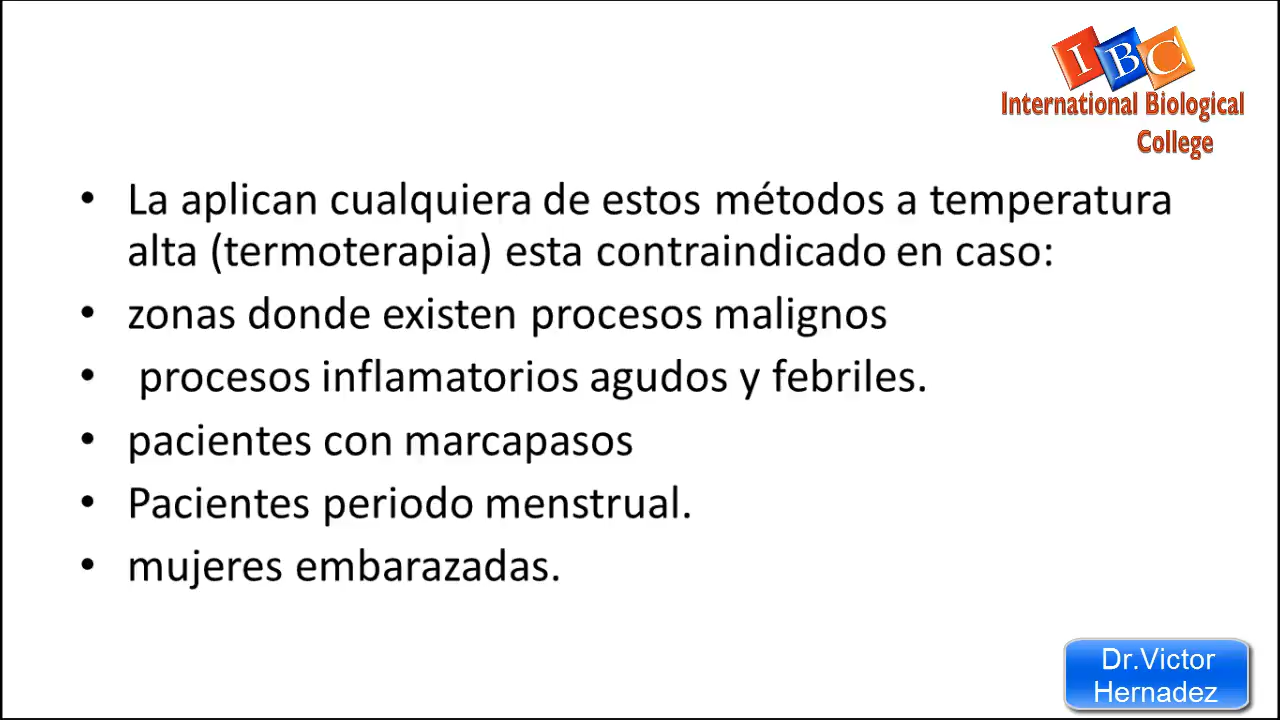 IBC
International Biological
College
• La aplican cualquiera de estos métodos a temperatura
alta (termoterapia) esta contraindicado en caso:
• zonas donde existen procesos malignos
• procesos inflamatorios agudos y febriles.
• pacientes con marcapasos
• Pacientes periodo menstrual.
• mujeres embarazadas.
Dr.Victor
Hernadez